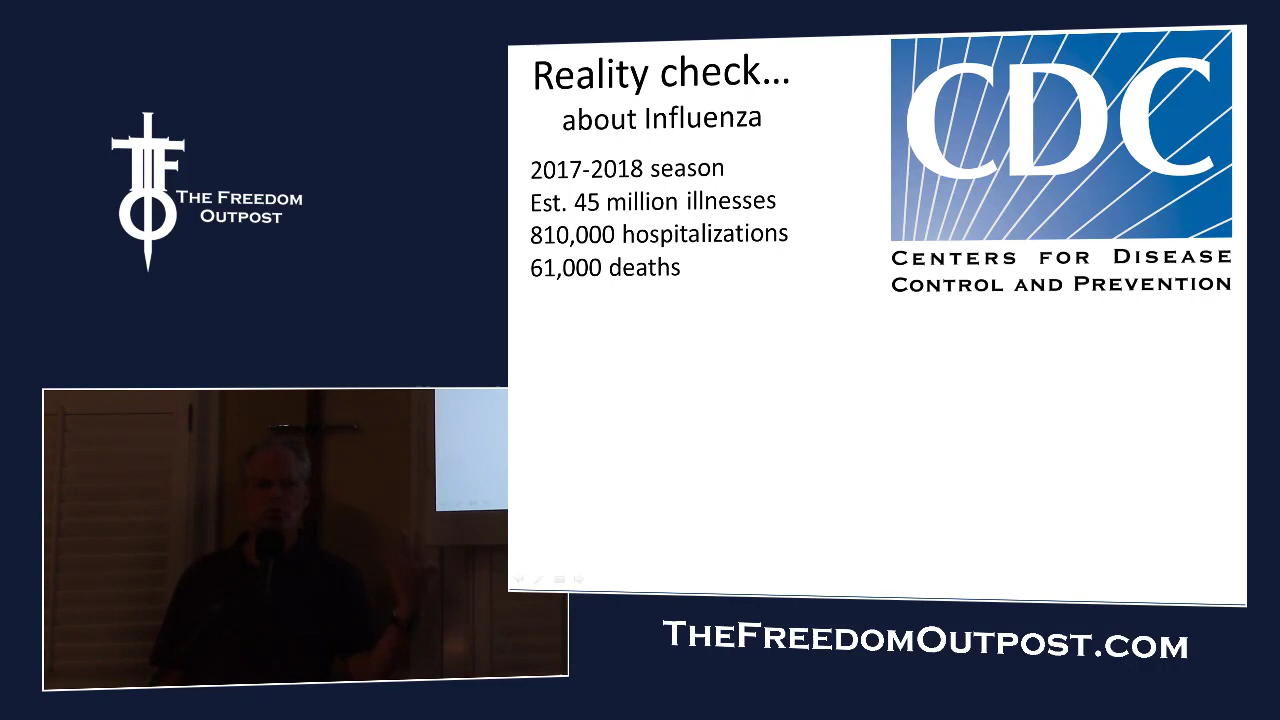 THE FREEDOM
OUTPOST
Reality check...
about Influenza
2017-2018 season
Est. 45 million illnesses
810,000 hospitalizations
61,000 deaths
CDC
CENTERS FOR DISEASE
CONTROL AND PREVENTION
THEFREEDOMOUTPOST.COM